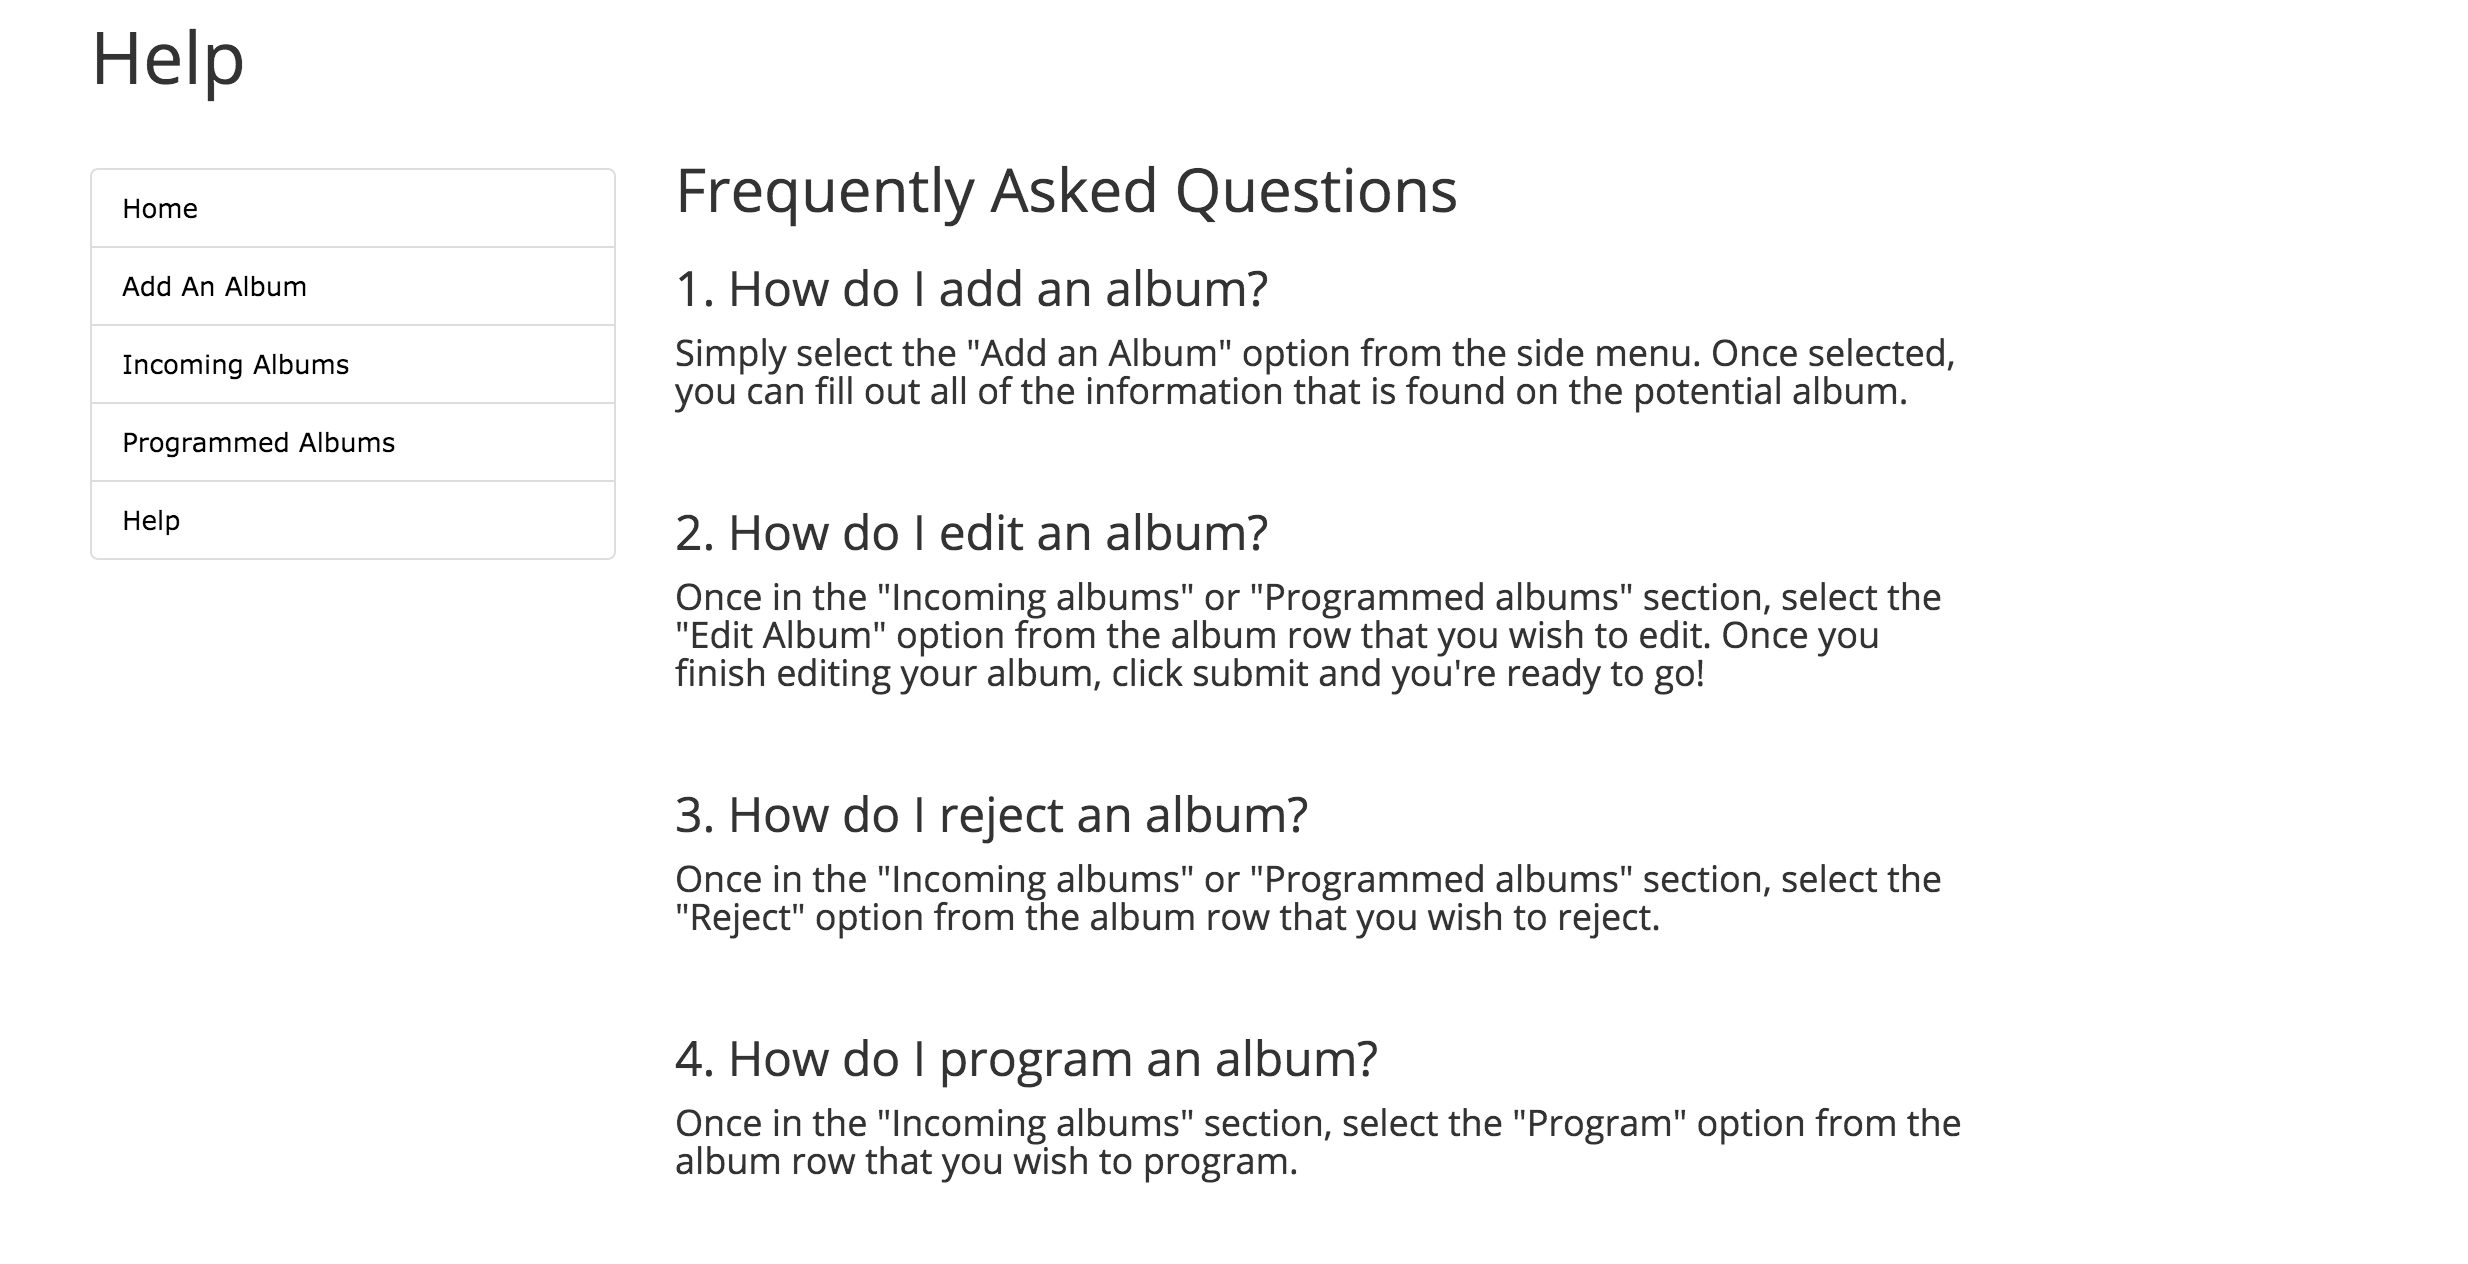 Help
Home
Add An Album
Incoming Albums
Programmed Albums
Help
Frequently Asked Questions
1. How do I add an album?
Simply select the "Add an Album" option from the side menu. Once selected,
you can fill out all of the information that is found on the potential album.
2. How do I edit an album?
Once in the "Incoming albums" or "Programmed albums" section, select the
"Edit Album" option from the album row that you wish to edit. Once you
finish editing your album, click submit and you're ready to go!
3. How do I reject an album?
Once in the "Incoming albums" or "Programmed albums" section, select the
"Reject" option from the album row that you wish to reject.
4. How do I program an album?
Once in the "Incoming albums" section, select the "Program" option from the
album row that you wish to program.